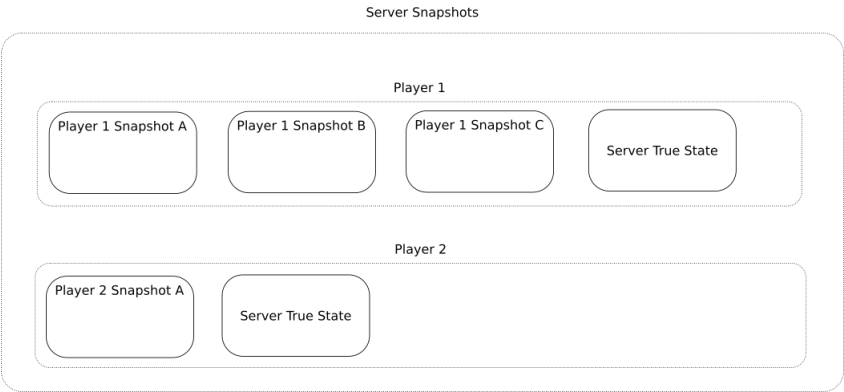 Server Snapshots
Player 1
Player 1 Snapshot A
Player 1 Snapshot B
Player 1 Snapshot C
Server True State
Player 2
Player 2 Snapshot A
Server True State